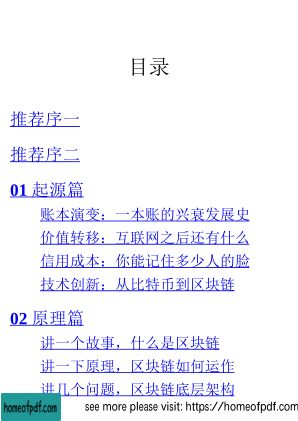 目录
推荐序一
推荐序二
01 起源篇
账本演变：一本账的兴衰发展史
价值转移：互联网之后还有什么
信用成本：你能记住多少人的脸
技术创新：从比特币到区块链
02 原理篇
讲一个故事，什么是区块链
讲一下原理，区块链如何运作
讲几个问题，区块链底层架构
homeofpdf.com
see more please visit: https://homeofpdf.com